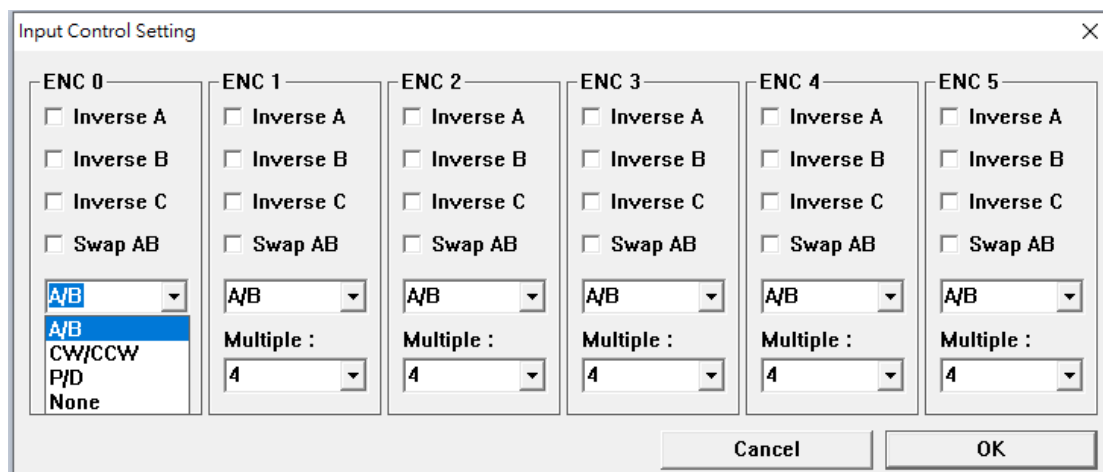 Input Control Setting
ENC 0 ENC 1 ENC 2 ENC 3 ENC 4 ENC 5
Inverse A Inverse A Inverse A Inverse A Inverse A Inverse A
Inverse B Inverse B Inverse B Inverse B Inverse B Inverse B
Inverse C Inverse C Inverse C Inverse C Inverse C Inverse C
Swap AB Swap AB Swap AB Swap AB Swap AB Swap AB
A/B A/B A/B A/B A/B A/B
A/B
CW/CCW
P/D
None
Multiple : Multiple : Multiple : Multiple : Multiple :
4 4 4 4 4
Cancel OK